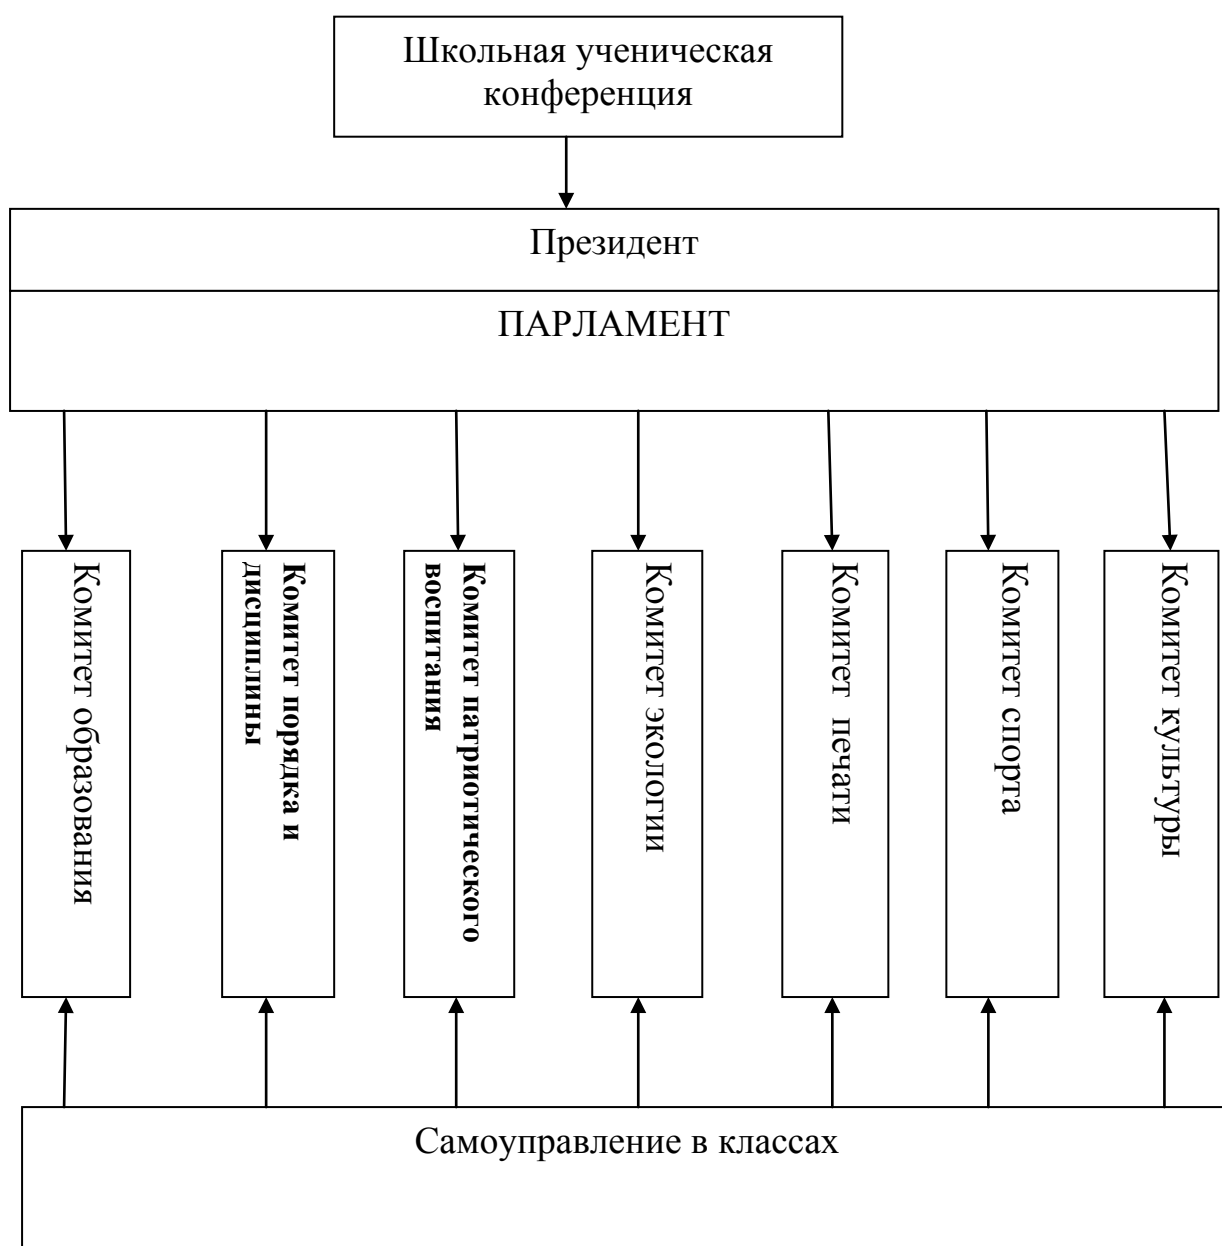 Школьная ученическая
конференция
Президент
ПАРЛАМЕНТ
Комитет образования
Комитет порядка и
дисциплины
Комитет патриотического
воспитания
Комитет экологии
Комитет печати
Комитет спорта
Комитет культуры
Самоуправление в классах